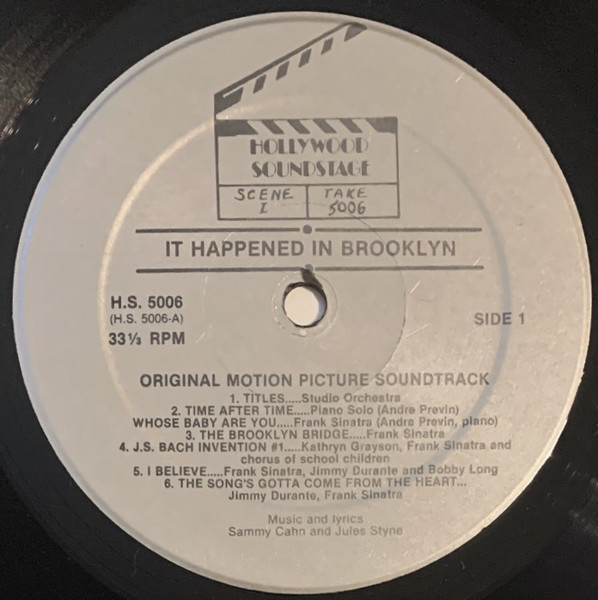 HOLLYWOOD
SOUNDSTAGE
SCENE TAKE
I 5006
IT HAPPENED IN BROOKLYN
H.S. 5006
(H.S. 5006-A)
SIDE 1
33⅓ RPM
ORIGINAL MOTION PICTURE SOUNDTRACK
1. TITLES.....Studio Orchestra
2. TIME AFTER TIME.....Piano Solo (Andre Previn)
WHOSE BABY ARE YOU.....Frank Sinatra (Andre Previn, piano)
3. THE BROOKLYN BRIDGE.....Frank Sinatra
4. J.S. BACH INVENTION #1.....Kathryn Grayson, Frank Sinatra and
chorus of school children
5. I BELIEVE.....Frank Sinatra, Jimmy Durante and Bobby Long
6. THE SONG'S GOTTA COME FROM THE HEART...
Jimmy Durante, Frank Sinatra
Music and lyrics
Sammy Cahn and Jules Styne